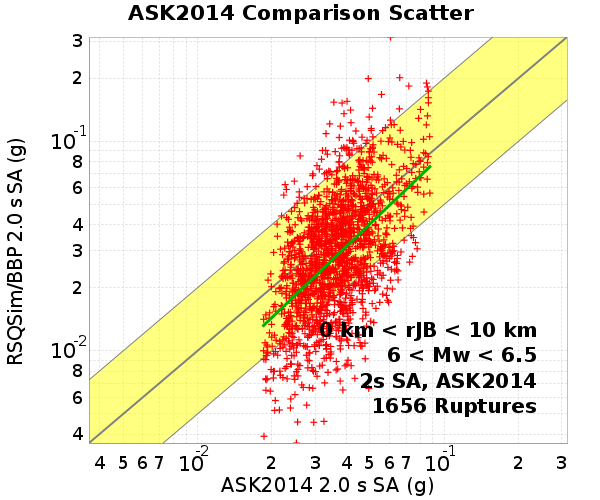 ASK2014 Comparison Scatter
RSQSim/BBP 2.0 s SA (g)
3
2
10^-1
8
6
4
3
2
10^-2
8
6
4
0 km < rJB < 10 km
6 < Mw < 6.5
2s SA, ASK2014
1656 Ruptures
4 5 6 7 10^-2 2 3 4 5 6 7 10^-1 2 3
ASK2014 2.0 s SA (g)